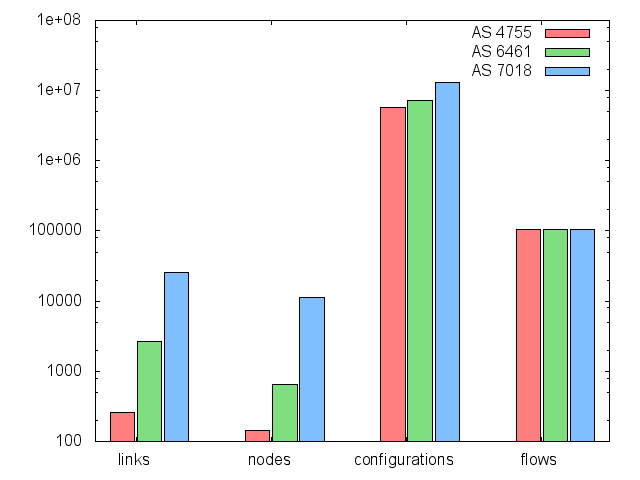 1e+08
1e+07
1e+06
100000
10000
1000
100
AS 4755
AS 6461
AS 7018
links nodes configurations flows